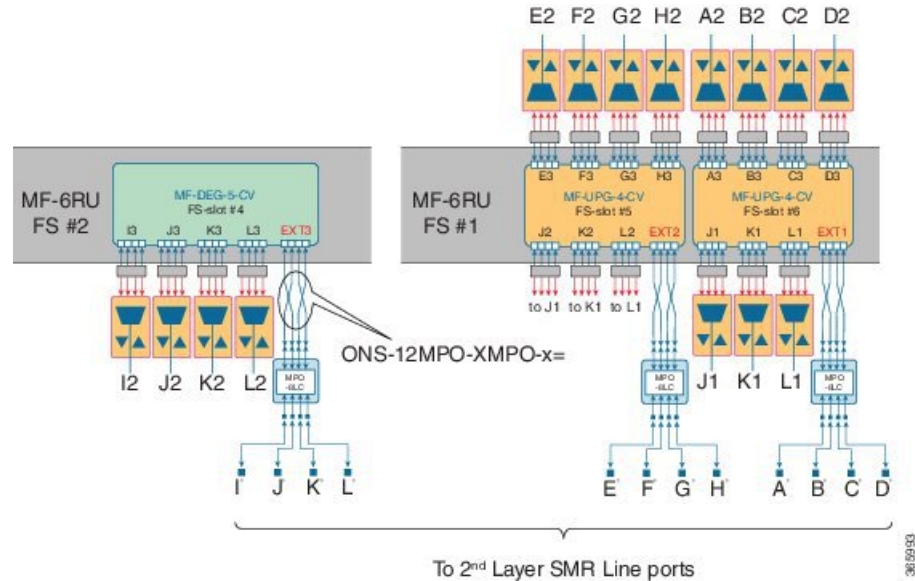 E2 F2 G2 H2 A2 B2 C2 D2
MF-6RU
FS #2
MF-DEG-5-CV
FS-slot #4
I3 J3 K3 L3 EXT3
I2 J2 K2 L2
MPO
-8LC
I J K L
ONS-12MPO-XMPO-x=
MF-6RU
FS #1
E3 F3 G3 H3
MF-UPG-4-CV
FS-slot #5
J2 K2 L2 EXT2
to J1 to K1 to L1
MPO
-8LC
E F G H
A3 B3 C3 D3
MF-UPG-4-CV
FS-slot #6
J1 K1 L1 EXT1
J1 K1 L1
MPO
-8LC
A B C D
To 2nd Layer SMR Line ports
365993